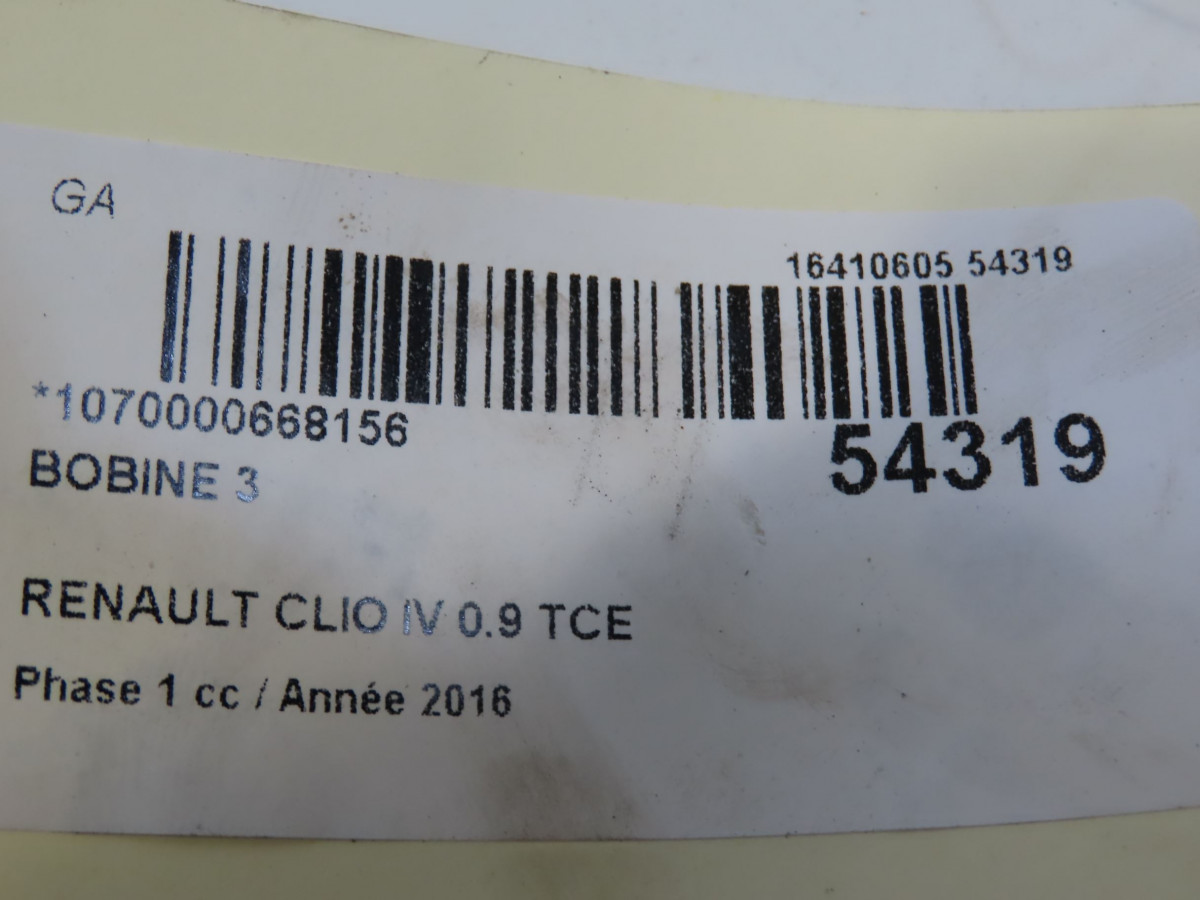 GA
16410605 54319
*1070000668156
54319
BOBINE 3
RENAULT CLIO IV 0.9 TCE
Phase 1 cc / Année 2016